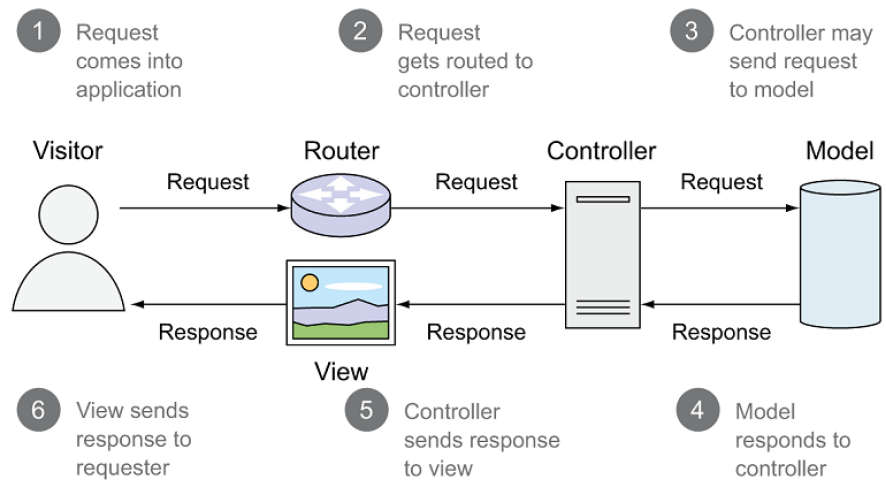 1 Request
comes into
application
2 Request
gets routed to
controller
3 Controller may
send request
to model
Visitor
Router
Controller
Model
Request
Request
Request
Response
Response
Response
View
6 View sends
response to
requester
5 Controller
sends response
to view
4 Model
responds to
controller